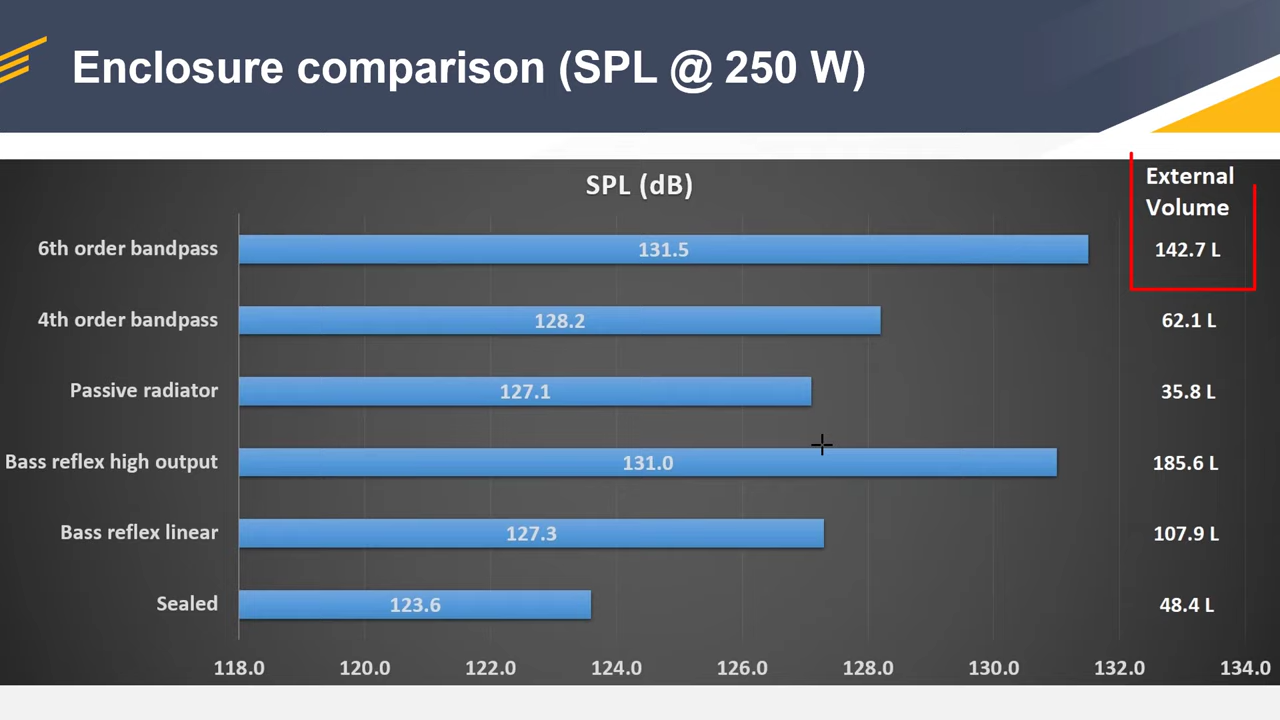 Enclosure comparison (SPL @ 250 W)
SPL (dB)
External
Volume
6th order bandpass 131.5 142.7 L
4th order bandpass 128.2 62.1 L
Passive radiator 127.1 35.8 L
Bass reflex high output 131.0 185.6 L
Bass reflex linear 127.3 107.9 L
Sealed 123.6 48.4 L
118.0 120.0 122.0 124.0 126.0 128.0 130.0 132.0 134.0